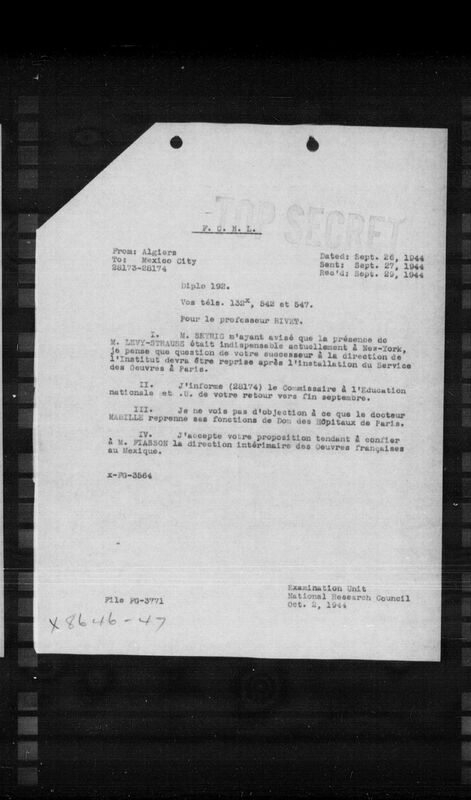 TOP SECRET
F. C. N. L.
From: Algiers
To: Mexico City
28173-28174
Dated: Sept. 26, 1944
Sent: Sept. 27, 1944
Rec'd: Sept. 29, 1944
Diplo 192.
Vos téls. 132x, 542 et 547.
Pour le professeur RIVET.
I. M. SEYRIG m'ayant avisé que la présence de
M. LEVY-STRAUSS était indispensable actuellement à New-York,
je pense que question de votre successeur à la direction de
l'Institut devra être reprise après l'installation du Service
des Oeuvres à Paris.
II. J'informe (28174) le Commissaire à l'Education
nationale et .S. de votre retour vers fin septembre.
III. Je ne vois pas d'objection à ce que le docteur
MABILLE reprenne ses fonctions de Dom des Hôpitaux de Paris.
IV. J'accepte votre proposition tendant à confier
à M. FIASSON la direction intérimaire des Oeuvres françaises
au Mexique.
x-FG-3564
File FG-3771
Examination Unit
National Research Council
Oct. 2, 1944
X8646-47